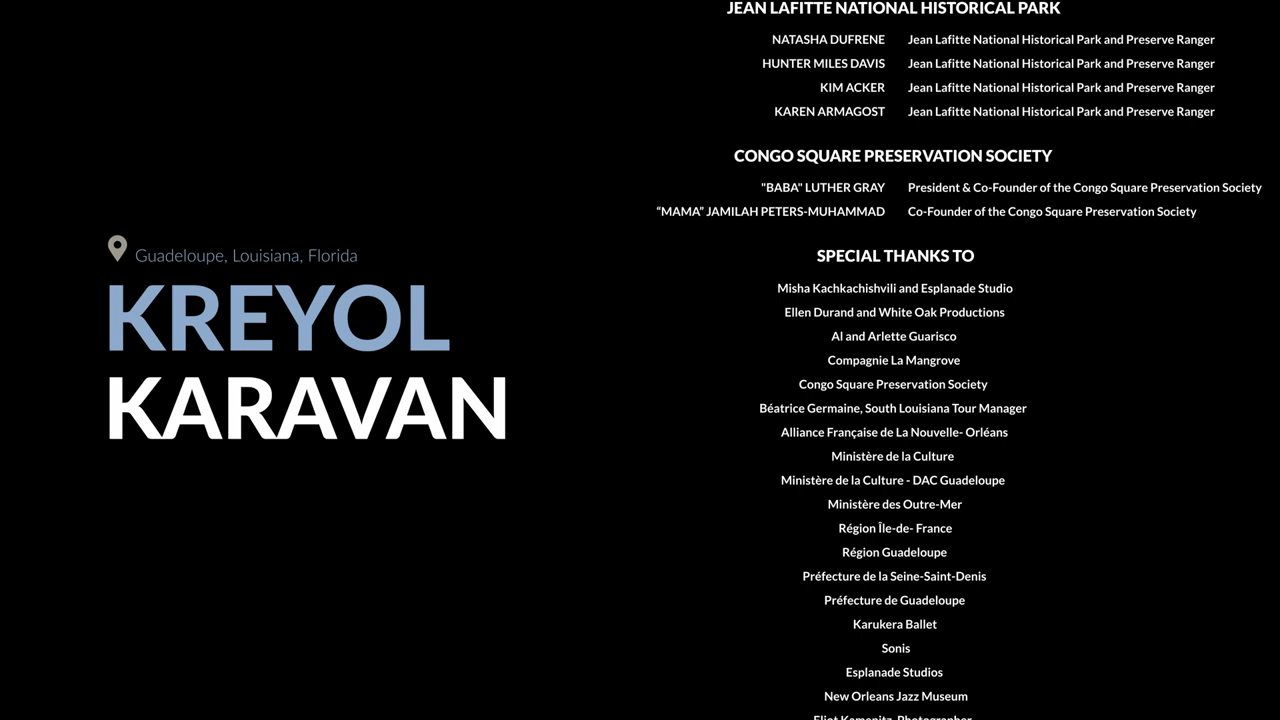 Guadeloupe, Louisiana, Florida
KREYOL
KARAVAN
JEAN LAFITTE NATIONAL HISTORICAL PARK
NATASHA DUFRENE Jean Lafitte National Historical Park and Preserve Ranger
HUNTER MILES DAVIS Jean Lafitte National Historical Park and Preserve Ranger
KIM ACKER Jean Lafitte National Historical Park and Preserve Ranger
KAREN ARMAGOST Jean Lafitte National Historical Park and Preserve Ranger
CONGO SQUARE PRESERVATION SOCIETY
"BABA" LUTHER GRAY President & Co-Founder of the Congo Square Preservation Society
“MAMA” JAMILAH PETERS-MUHAMMAD Co-Founder of the Congo Square Preservation Society
SPECIAL THANKS TO
Misha Kachkachishvili and Esplanade Studio
Ellen Durand and White Oak Productions
Al and Arlette Guarisco
Compagnie La Mangrove
Congo Square Preservation Society
Béatrice Germaine, South Louisiana Tour Manager
Alliance Française de La Nouvelle- Orléans
Ministère de la Culture
Ministère de la Culture - DAC Guadeloupe
Ministère des Outre-Mer
Région Île-de- France
Région Guadeloupe
Préfecture de la Seine-Saint-Denis
Préfecture de Guadeloupe
Karukera Ballet
Sonis
Esplanade Studios
New Orleans Jazz Museum
Eliot Kamenitz, Photographer